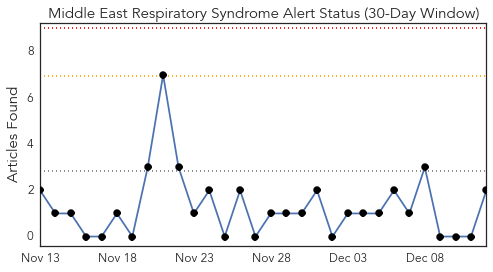 Middle East Respiratory Syndrome Alert Status (30-Day Window)
Articles Found
8
6
4
2
0
Nov 13 Nov 18 Nov 23 Nov 28 Dec 03 Dec 08